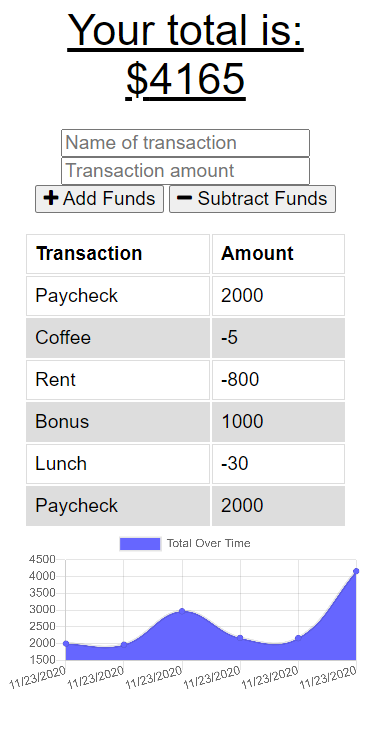 Your total is:
$4165
Name of transaction
Transaction amount
Add Funds Subtract Funds
Transaction Amount
Paycheck 2000
Coffee -5
Rent -800
Bonus 1000
Lunch -30
Paycheck 2000
Total Over Time
4500
4000
3500
3000
2500
2000
1500
11/23/2020 11/23/2020 11/23/2020 11/23/2020 11/23/2020 11/23/2020